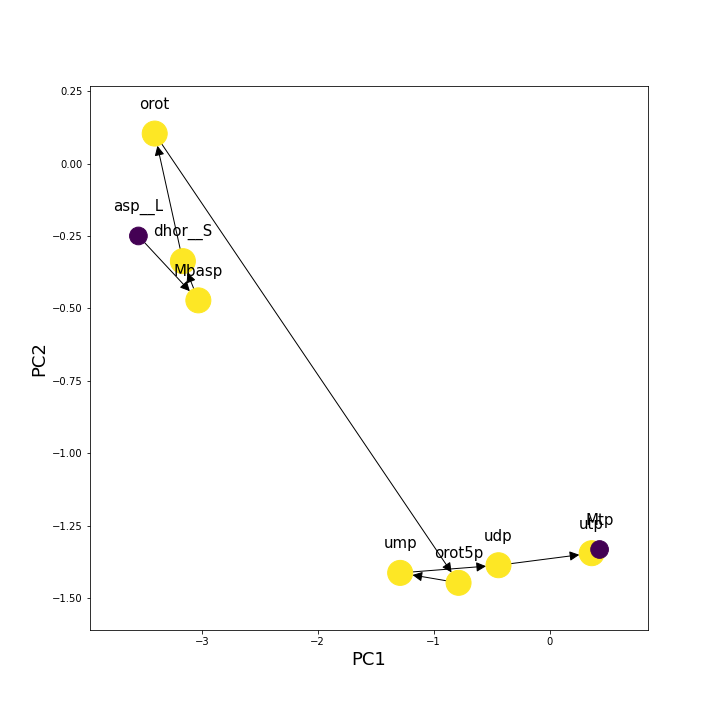 0.25
0.00
−0.25
−0.50
−0.75
−1.00
−1.25
−1.50
PC2
orot
asp__L
dhor__S
Mbasp
ump
orot5p
udp
utp
−3
−2
−1
0
PC1